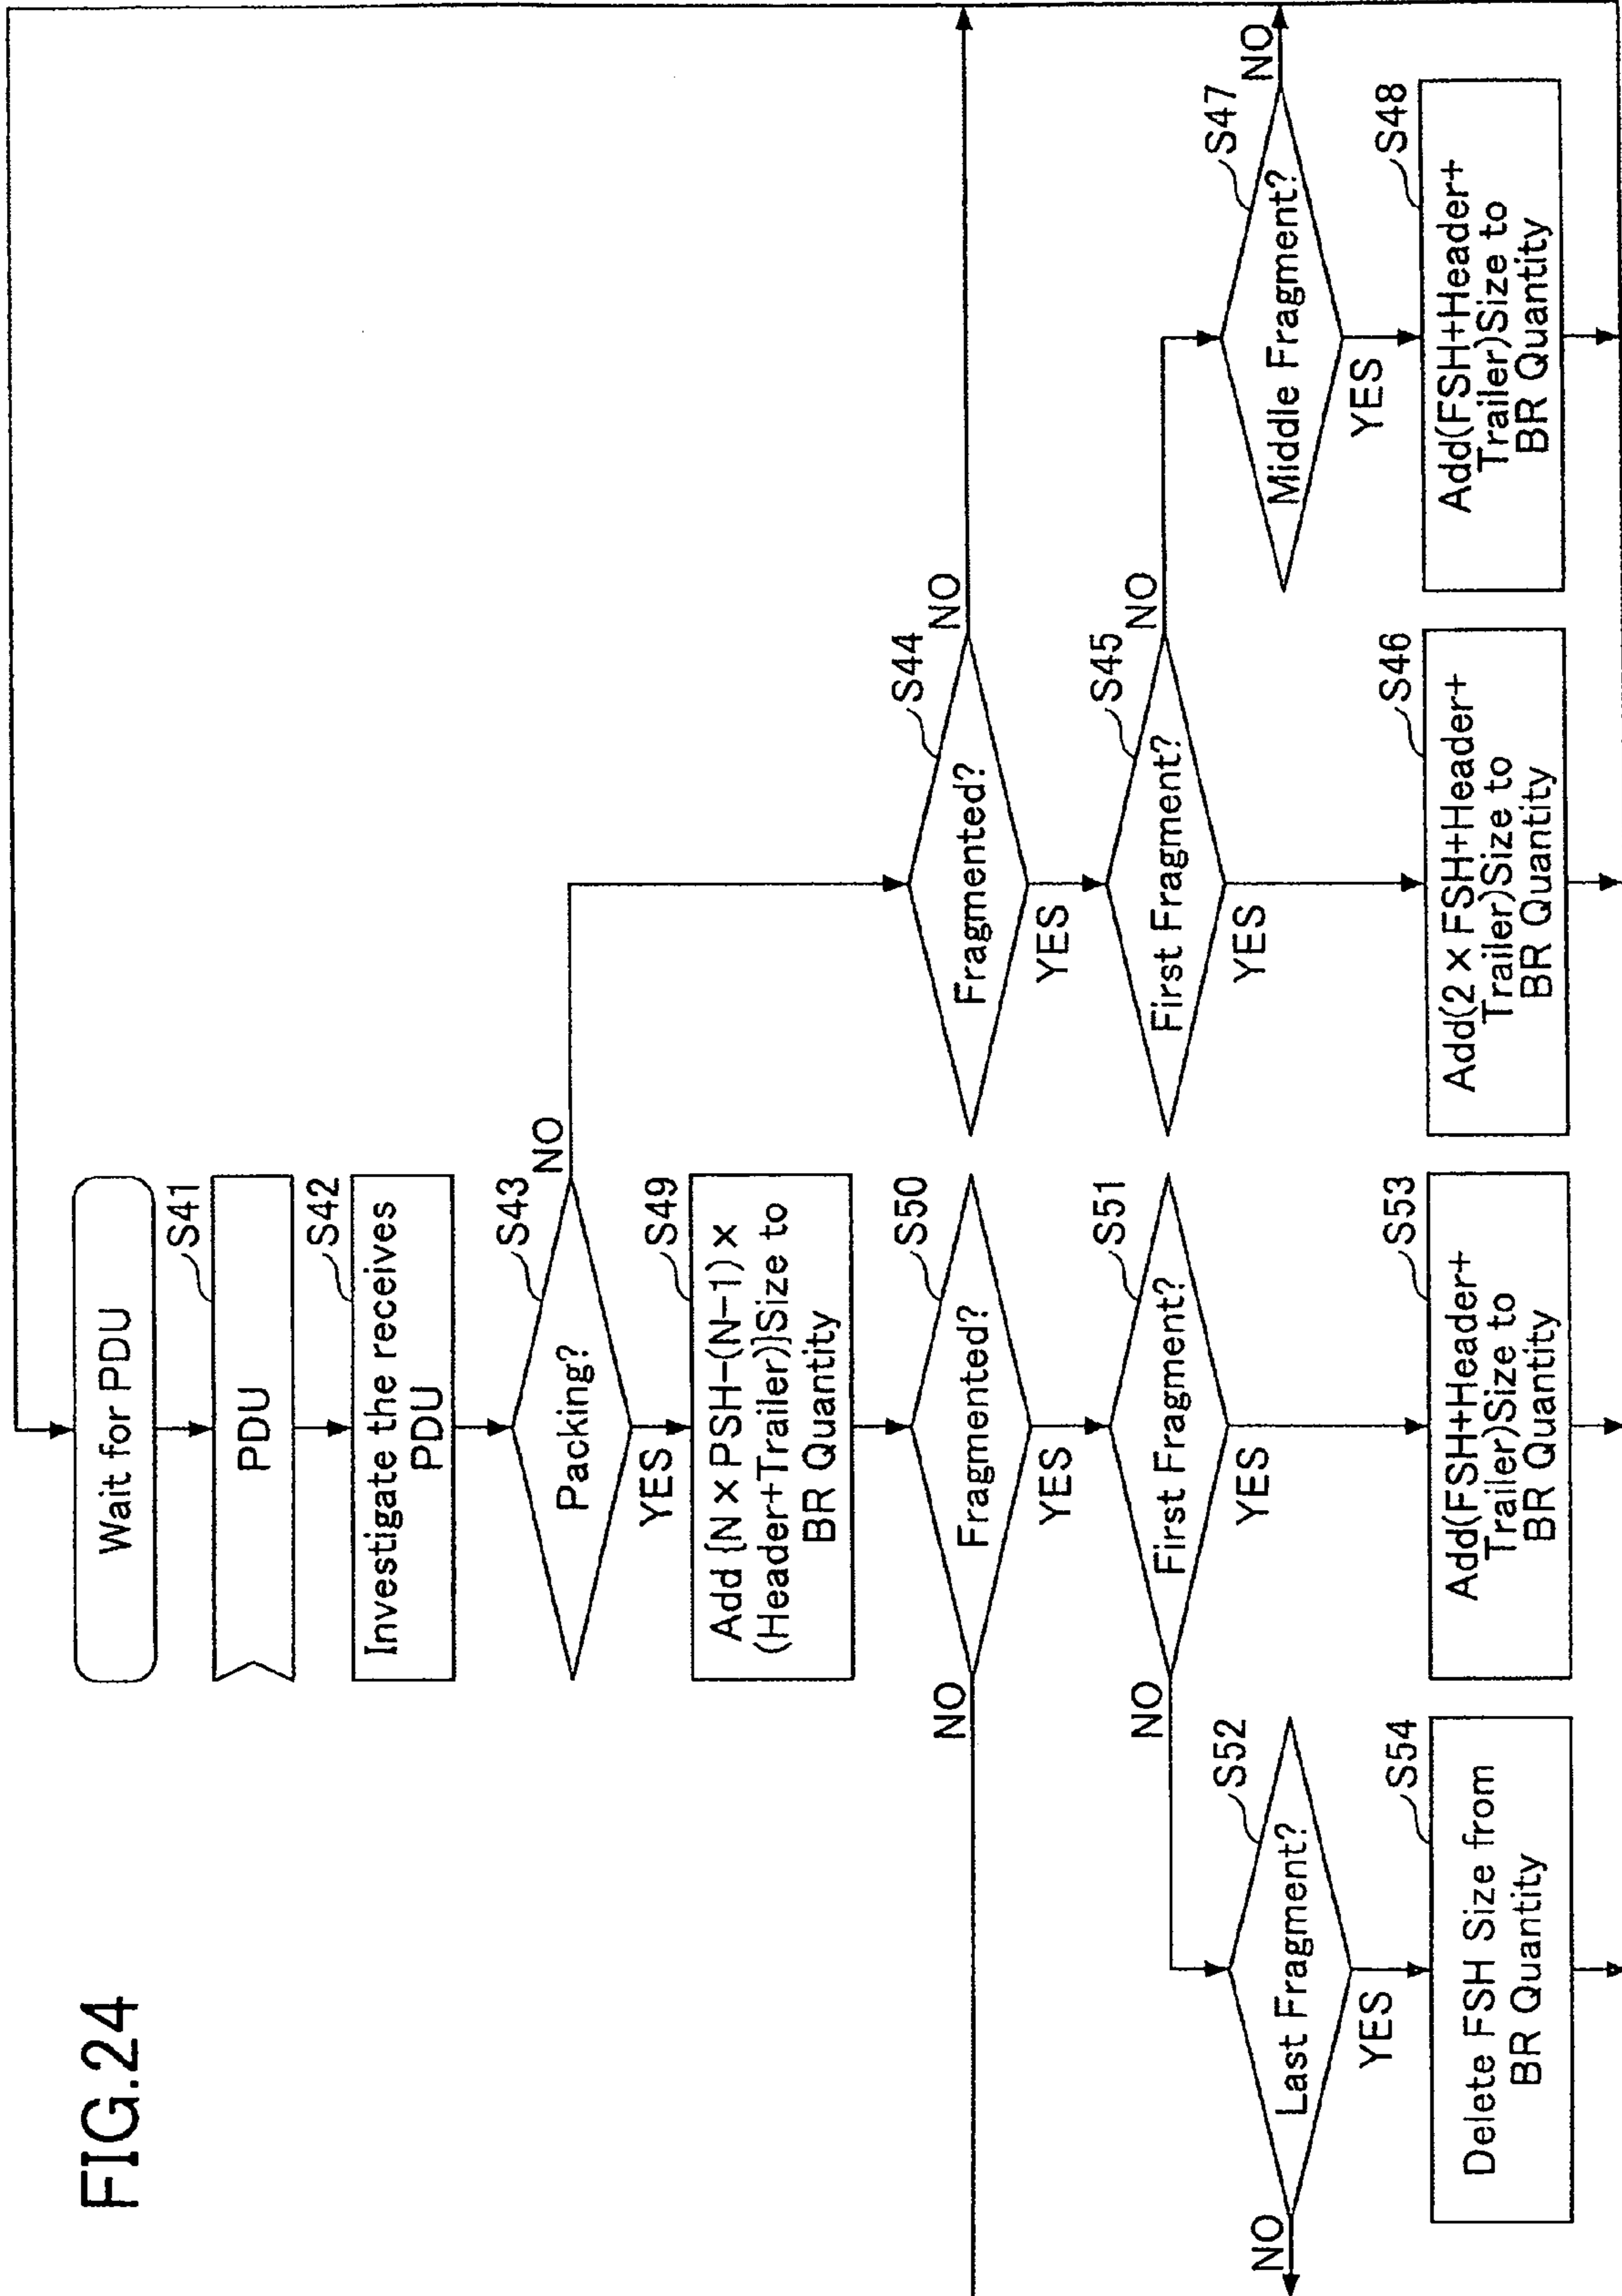 FIG.24
Wait for PDU
S41
PDU
S42
Investigate the receives
PDU
S43
Packing?
NO
YES
S49
Add {N × PSH-(N-1) ×
(Header+Trailer)}Size to
BR Quantity
S50
Fragmented?
NO
YES
S51
First Fragment?
NO
YES
S52
Last Fragment?
NO
YES
S54
Delete FSH Size from
BR Quantity
S53
Add(FSH+Header+
Trailer)Size to
BR Quantity
S44
Fragmented?
NO
YES
S45
First Fragment?
NO
YES
S46
Add(2 × FSH+Header+
Trailer)Size to
BR Quantity
S47
Middle Fragment?
NO
YES
S48
Add(FSH+Header+
Trailer)Size to
BR Quantity